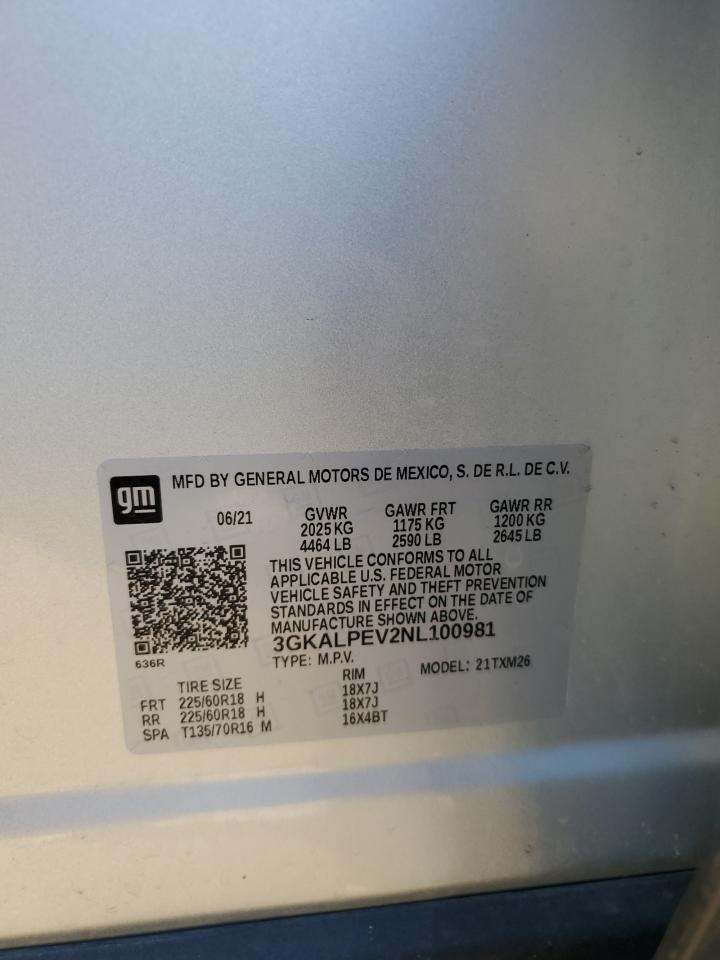 gm
MFD BY GENERAL MOTORS DE MEXICO, S. DE R.L. DE C.V.
06/21 GVWR GAWR FRT GAWR RR
2025 KG 1175 KG 1200 KG
4464 LB 2590 LB 2645 LB
THIS VEHICLE CONFORMS TO ALL
APPLICABLE U.S. FEDERAL MOTOR
VEHICLE SAFETY AND THEFT PREVENTION
STANDARDS IN EFFECT ON THE DATE OF
MANUFACTURE SHOWN ABOVE.
3GKALPEV2NL100981
636R
TYPE: M.P.V. MODEL: 21TXM26
TIRE SIZE RIM
FRT 225/60R18 H 18X7J
RR 225/60R18 H 18X7J
SPA T135/70R16 M 16X4BT